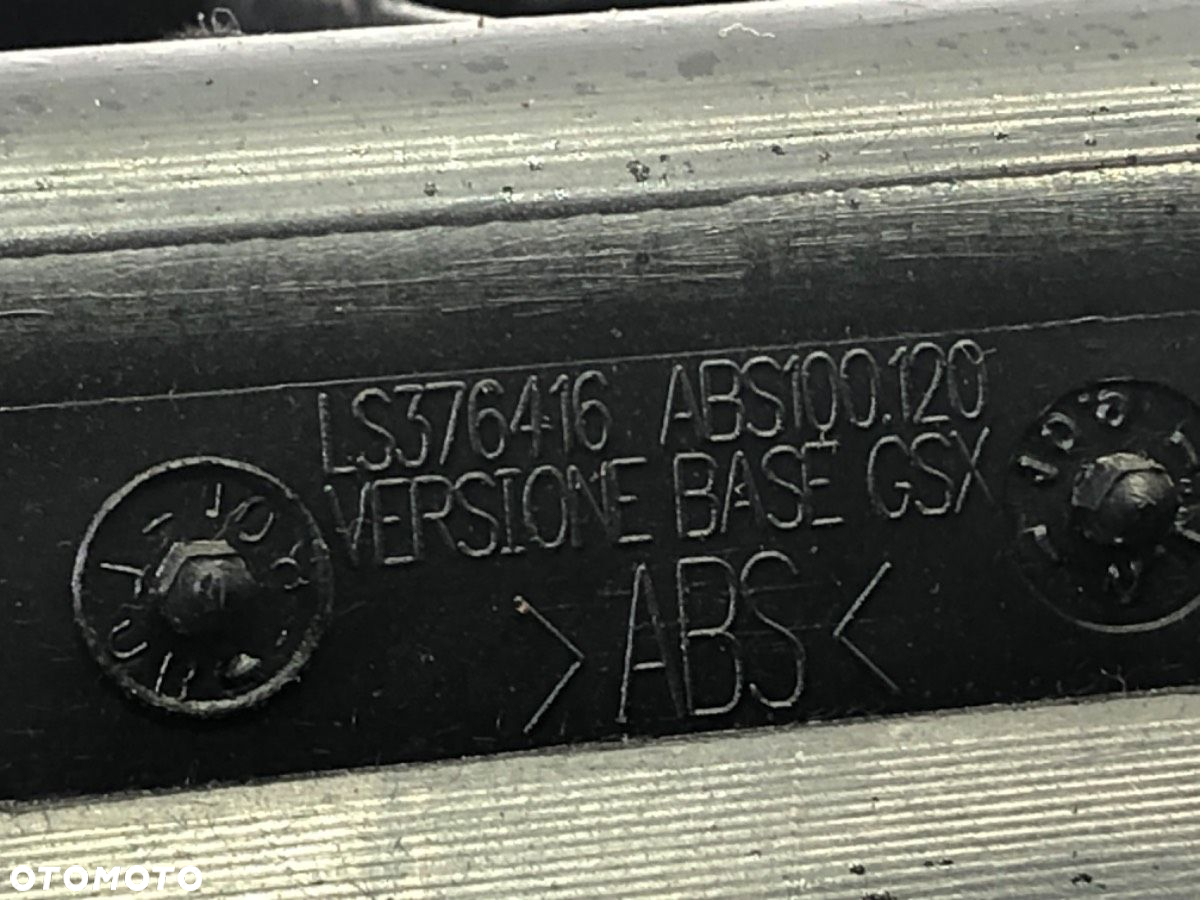 LS376416 ABS100.120
VERSIONE BASE GSX
>ABS<
OTOMOTO